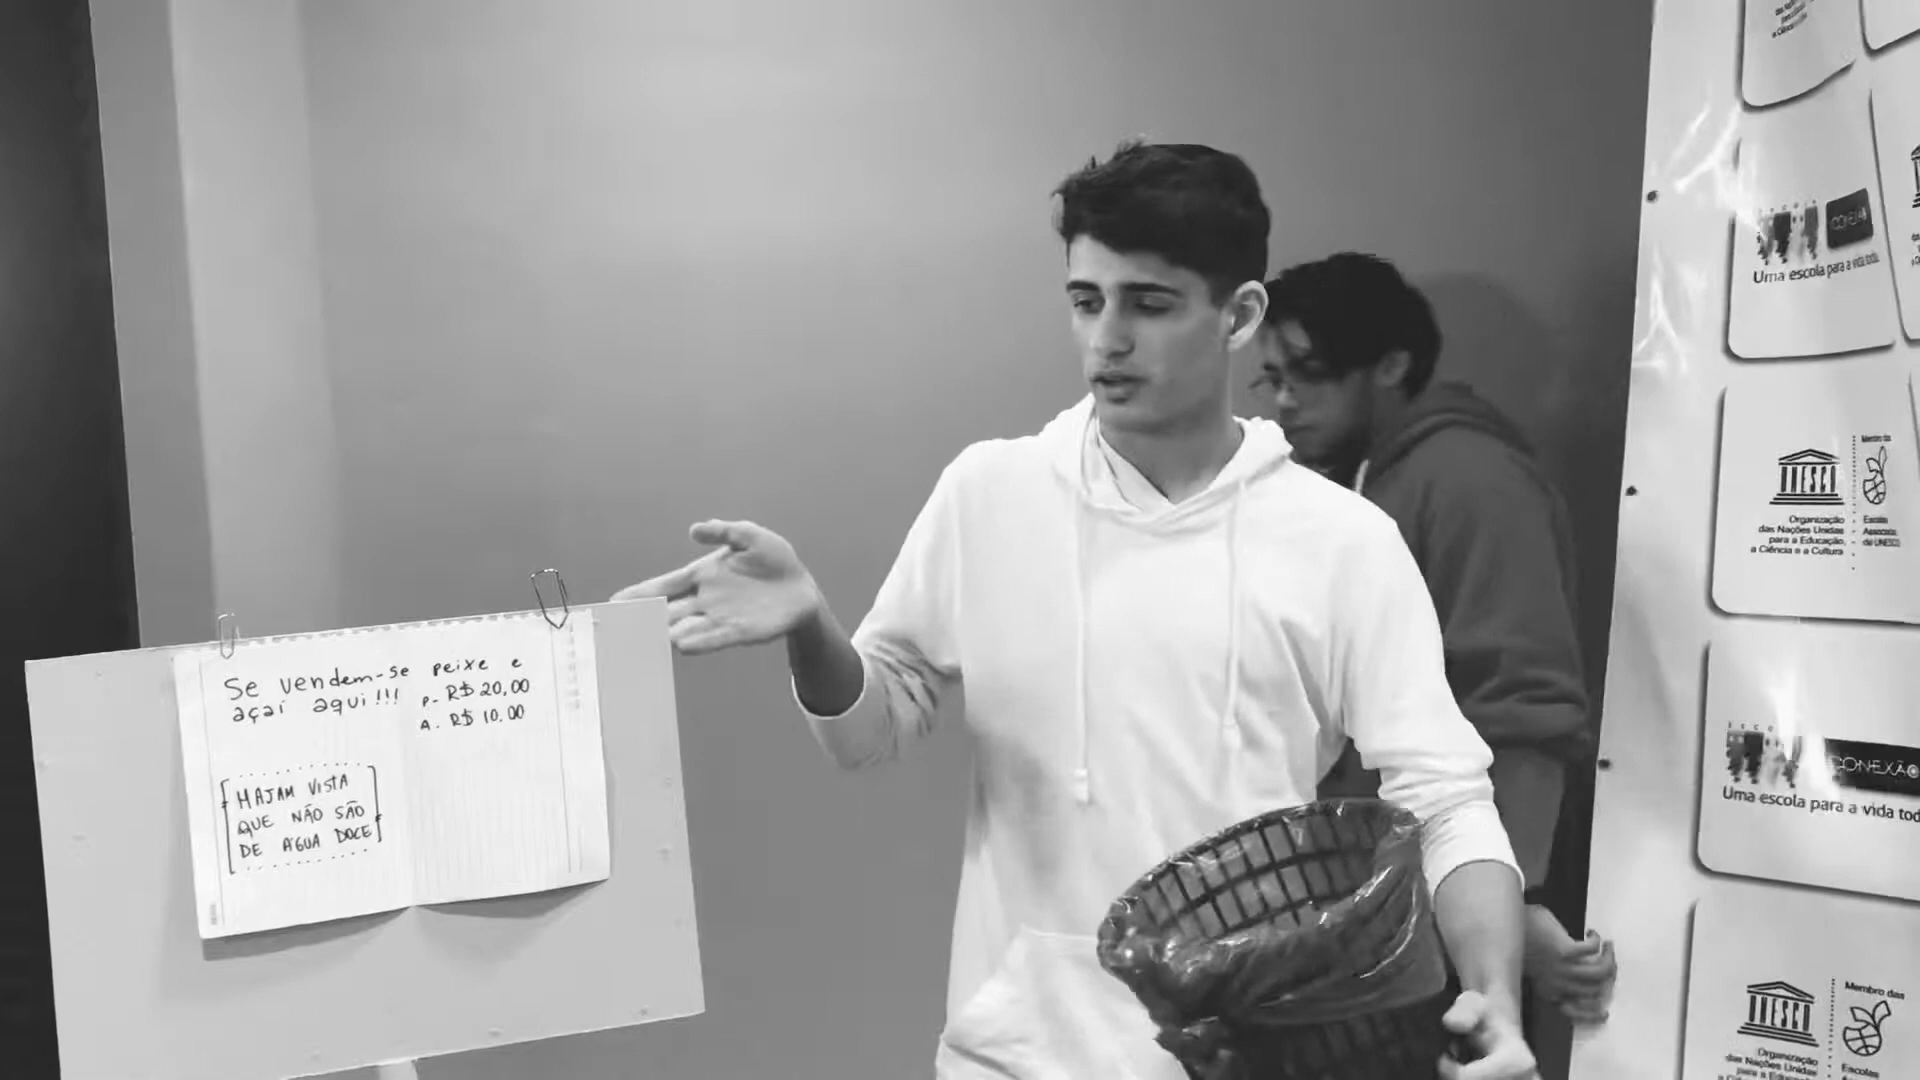 Se vendem-se peixe e
açaí aqui!!! P- R$ 20,00
A. R$ 10.00
HAJAM VISTA
QUE NÃO SÃO
DE AGUA DOCE
Uma escola para a vida toda.
UNESCO
Membro das
Organização
das Nações Unidas
para a Educação,
a Ciência e a Cultura
Escolas
Associadas
da UNESCO
CONEXÃO
Uma escola para a vida tod
UNESCO
Membro das
Organização
das Nações Unidas
Escolas